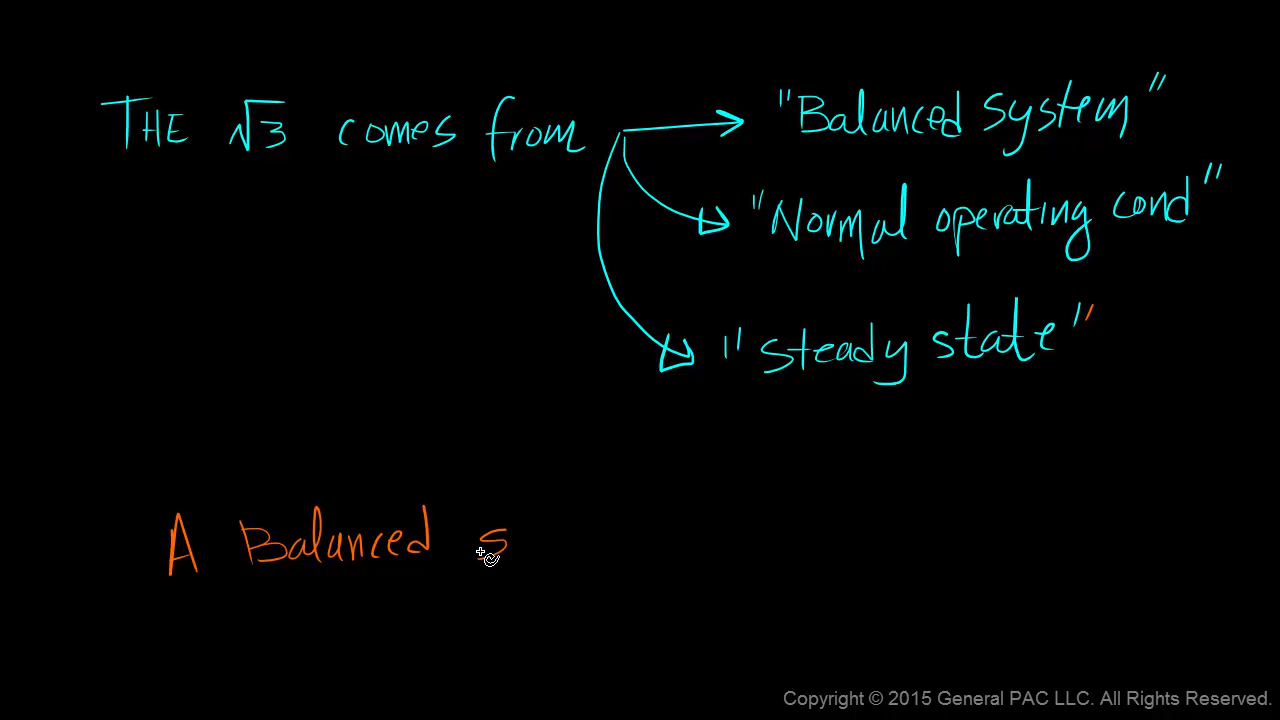 THE √3 comes from "Balanced system"
"Normal operating cond"
"steady state"
A Balanced s
Copyright © 2015 General PAC LLC. All Rights Reserved.